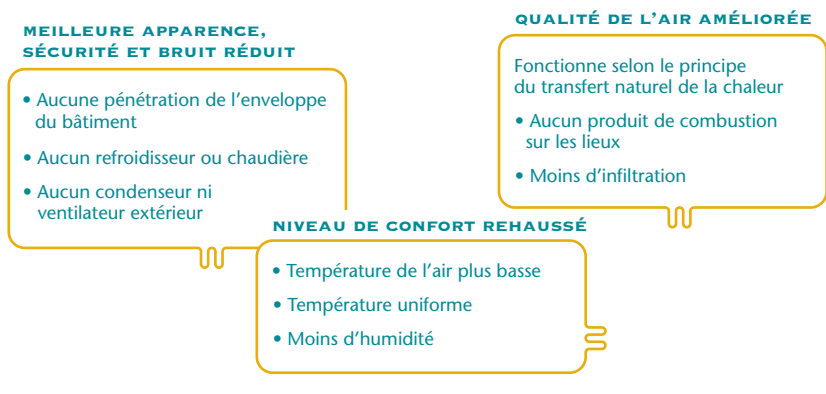 MEILLEURE APPARENCE,
SÉCURITÉ ET BRUIT RÉDUIT
• Aucune pénétration de l'enveloppe
du bâtiment
• Aucun refroidisseur ou chaudière
• Aucun condenseur ni
ventilateur extérieur
QUALITÉ DE L'AIR AMÉLIORÉE
Fonctionne selon le principe
du transfert naturel de la chaleur
• Aucun produit de combustion
sur les lieux
• Moins d'infiltration
NIVEAU DE CONFORT REHAUSSÉ
• Température de l'air plus basse
• Température uniforme
• Moins d'humidité